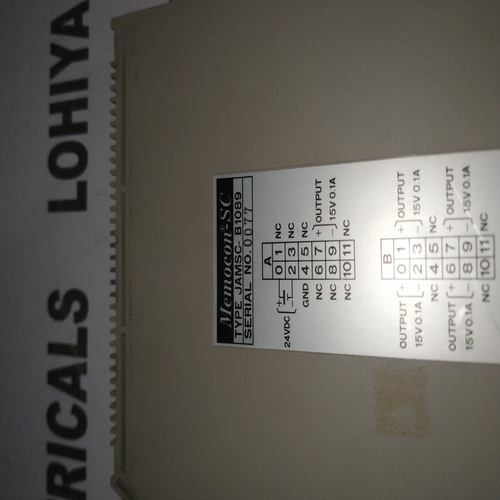 LOHIYA
RICALS
Memocon-SC
TYPE JAMSC-B1089
SERIAL NO. 0077
A
24VDC + 0 1 NC
− 2 3 NC
GND 4 5 NC
NC 6 7 + OUTPUT
NC 8 9 − 15V 0.1A
NC 10 11 NC
B
OUTPUT + 0 1 + OUTPUT
15V 0.1A − 2 3 − 15V 0.1A
NC 4 5 NC
OUTPUT + 6 7 + OUTPUT
15V 0.1A − 8 9 − 15V 0.1A
NC 10 11 NC